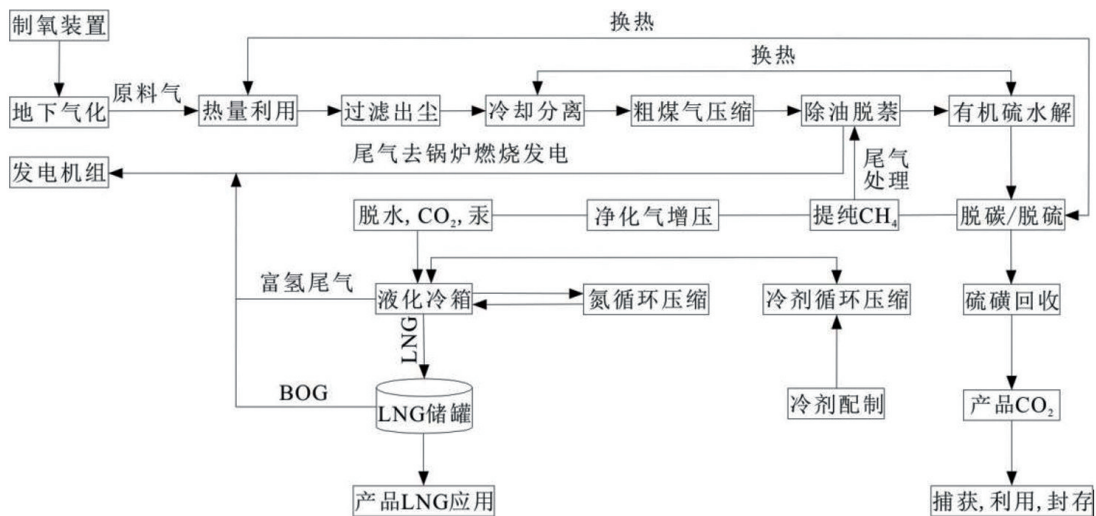 制氧装置
换热
换热
地下气化
原料气
热量利用
过滤出尘
冷却分离
粗煤气压缩
除油脱萘
有机硫水解
尾气去锅炉燃烧发电
发电机组
尾气
处理
脱水,CO₂,汞
净化气增压
提纯CH₄
脱碳/脱硫
富氢尾气
液化冷箱
氮循环压缩
冷剂循环压缩
硫磺回收
LNG
BOG
LNG储罐
冷剂配制
产品CO₂
产品LNG应用
捕获,利用,封存